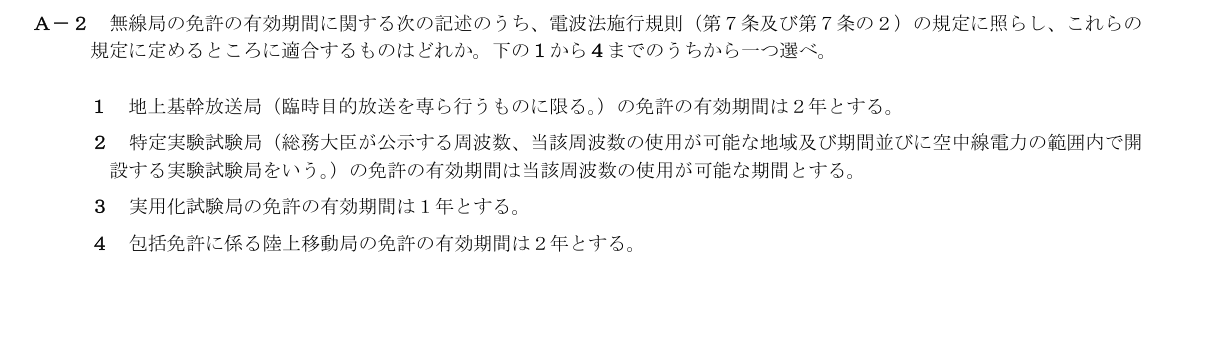 A－2　無線局の免許の有効期間に関する次の記述のうち、電波法施行規則（第７条及び第７条の２）の規定に照らし、これらの
規定に定めるところに適合するものはどれか。下の1から4までのうちから一つ選べ。
1　地上基幹放送局（臨時目的放送を専ら行うものに限る。）の免許の有効期間は２年とする。
2　特定実験試験局（総務大臣が公示する周波数、当該周波数の使用が可能な地域及び期間並びに空中線電力の範囲内で開
設する実験試験局をいう。）の免許の有効期間は当該周波数の使用が可能な期間とする。
3　実用化試験局の免許の有効期間は１年とする。
4　包括免許に係る陸上移動局の免許の有効期間は２年とする。